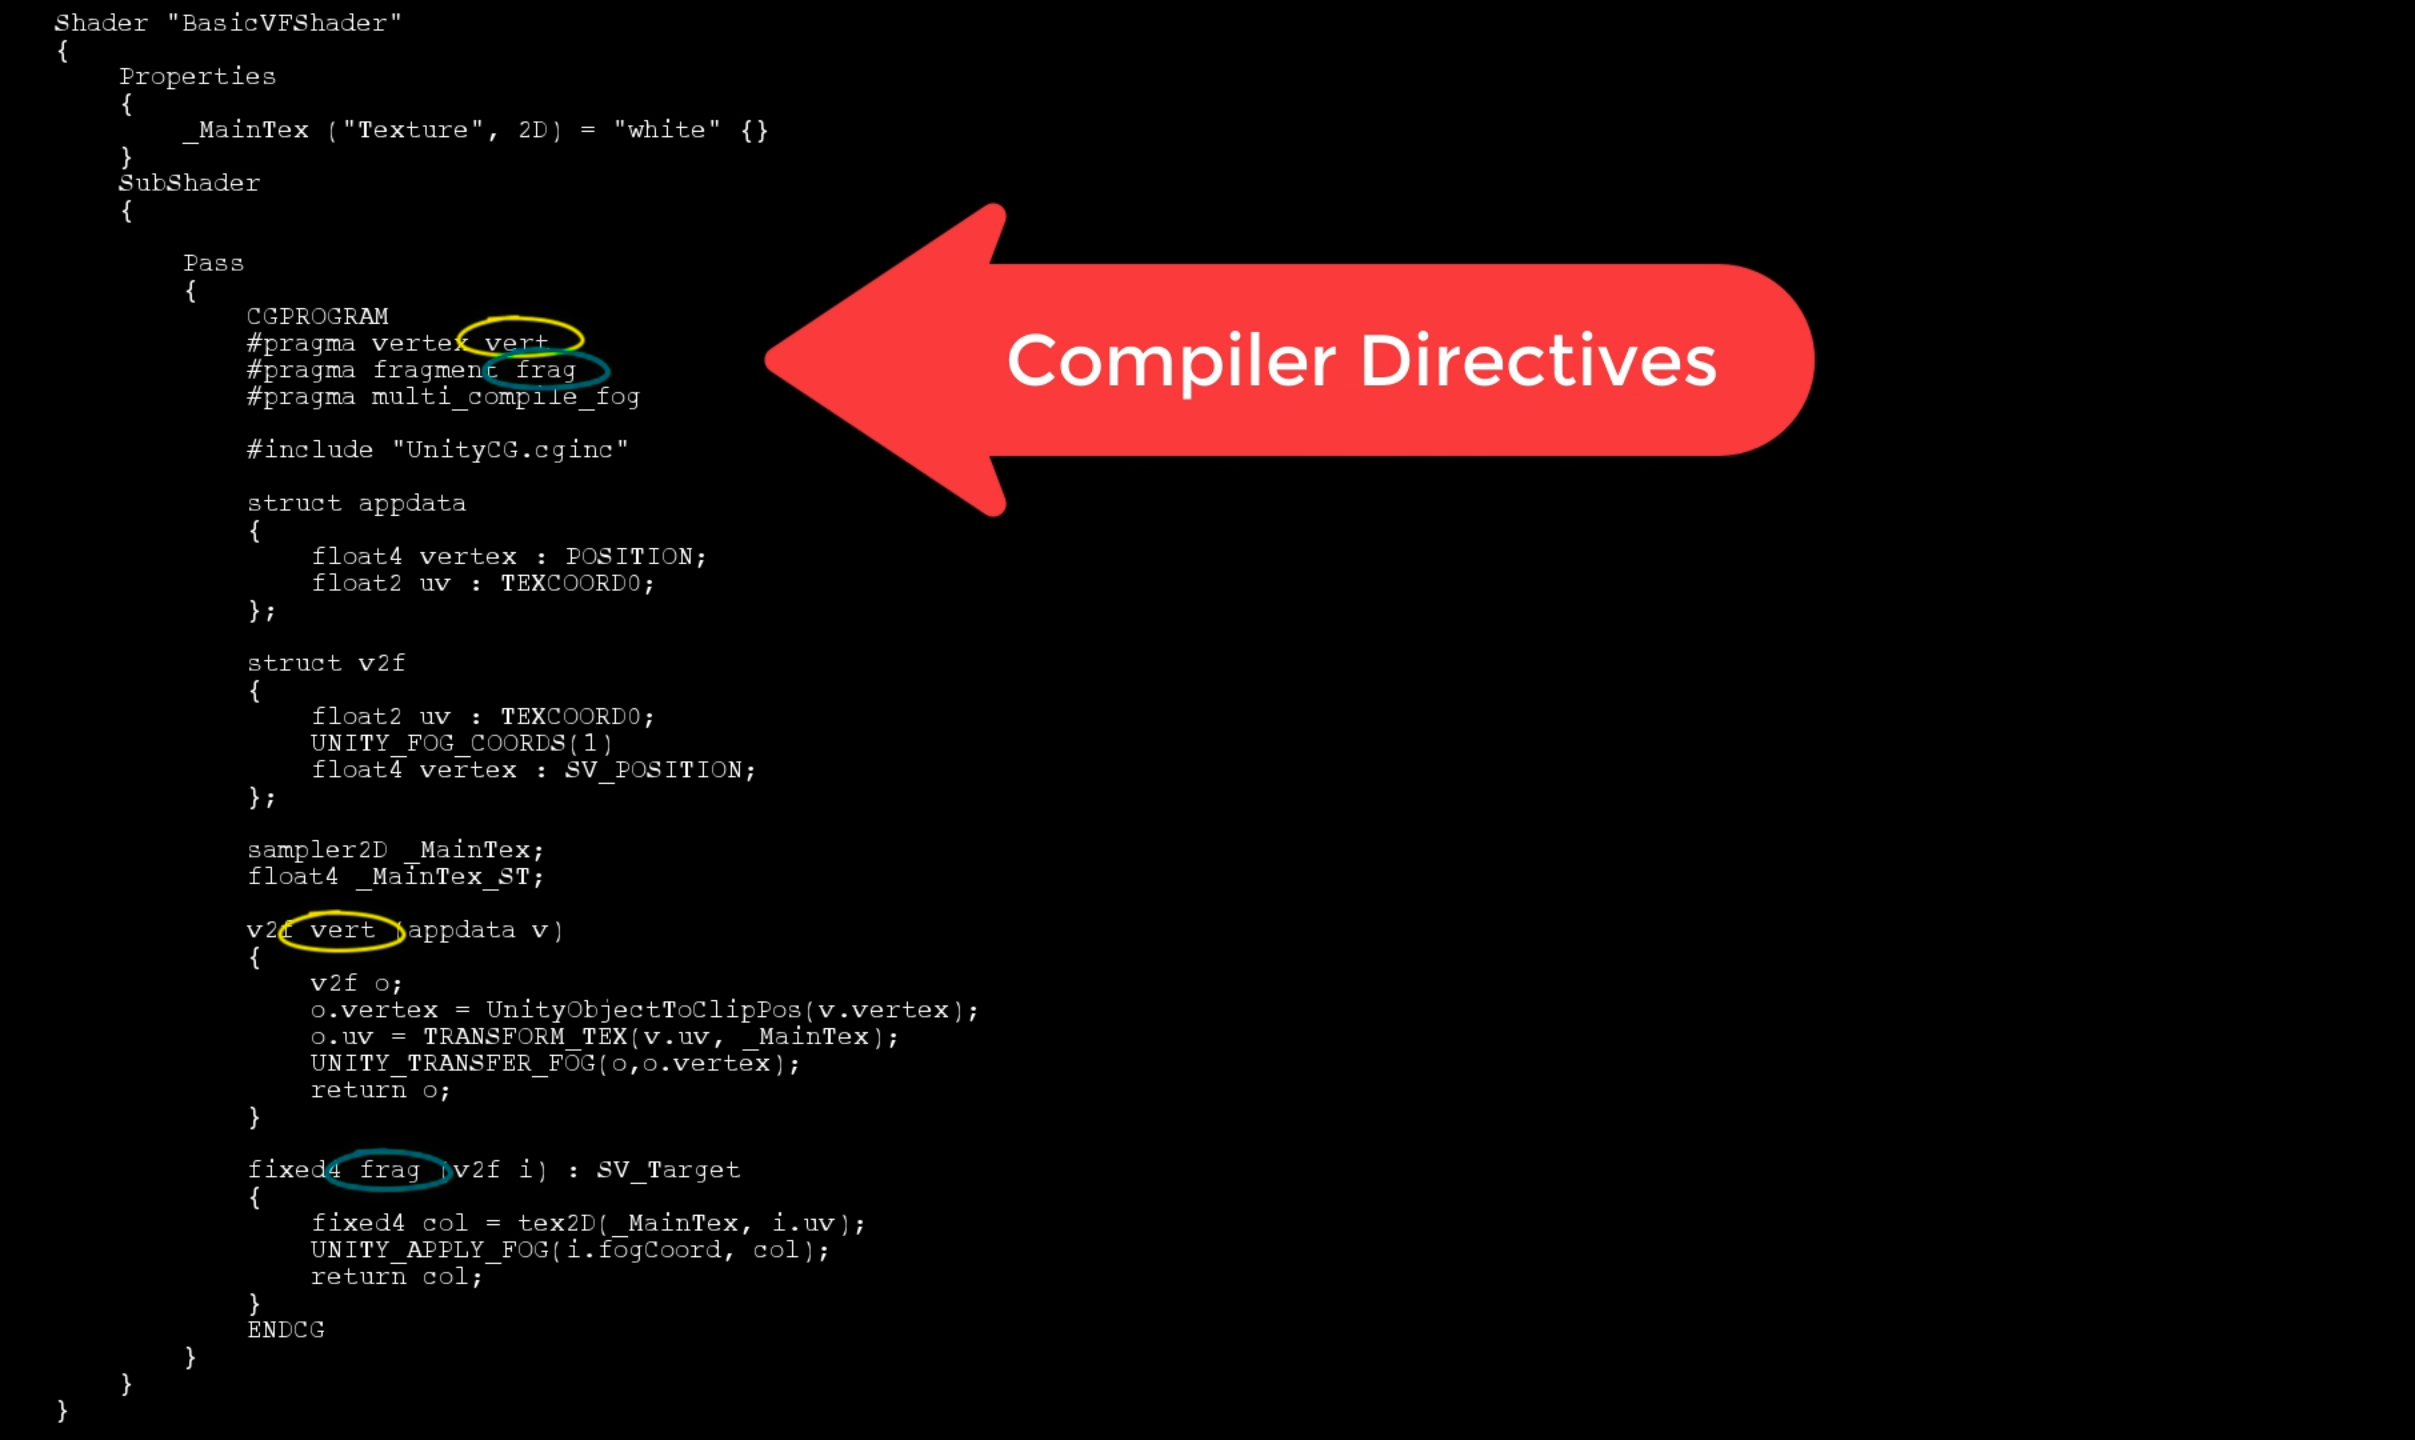 Shader "BasicVFShader"
{
Properties
{
_MainTex ("Texture", 2D) = "white" {}
}
SubShader
{
Pass
{
CGPROGRAM
#pragma vertex vert
#pragma fragment frag
#pragma multi_compile_fog
Compiler Directives
#include "UnityCG.cginc"
struct appdata
{
float4 vertex : POSITION;
float2 uv : TEXCOORD0;
};
struct v2f
{
float2 uv : TEXCOORD0;
UNITY_FOG_COORDS(1)
float4 vertex : SV_POSITION;
};
sampler2D _MainTex;
float4 _MainTex_ST;
v2f vert (appdata v)
{
v2f o;
o.vertex = UnityObjectToClipPos(v.vertex);
o.uv = TRANSFORM_TEX(v.uv, _MainTex);
UNITY_TRANSFER_FOG(o,o.vertex);
return o;
}
fixed4 frag (v2f i) : SV_Target
{
fixed4 col = tex2D(_MainTex, i.uv);
UNITY_APPLY_FOG(i.fogCoord, col);
return col;
}
ENDCG
}
}
}